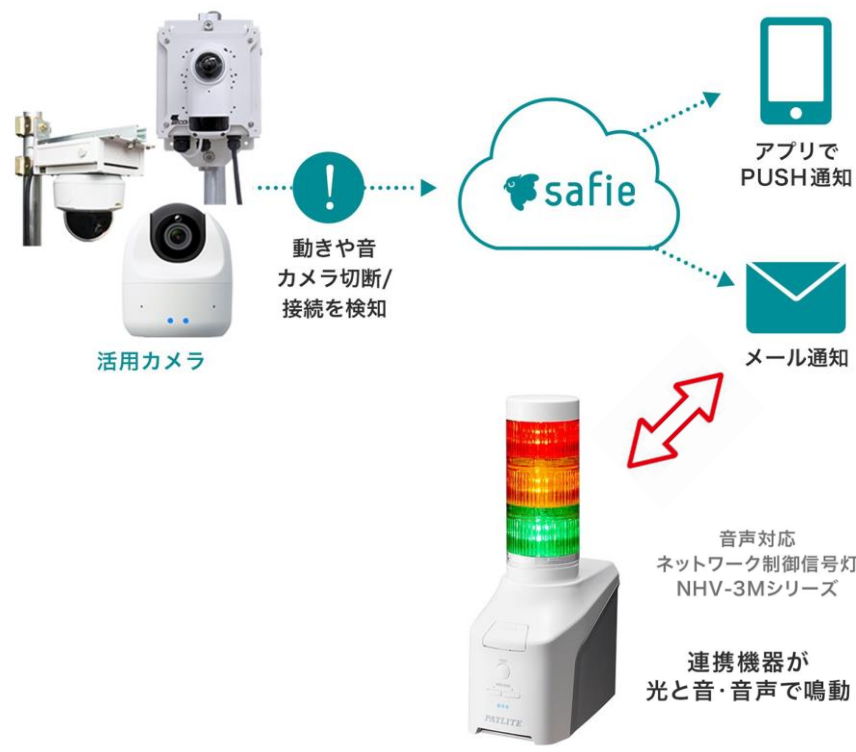 !
safie
アプリで
PUSH通知
動きや音
カメラ切断/
接続を検知
活用カメラ
メール通知
音声対応
ネットワーク制御信号灯
NHV-3Mシリーズ
連携機器が
光と音・音声で鳴動
PATLITE